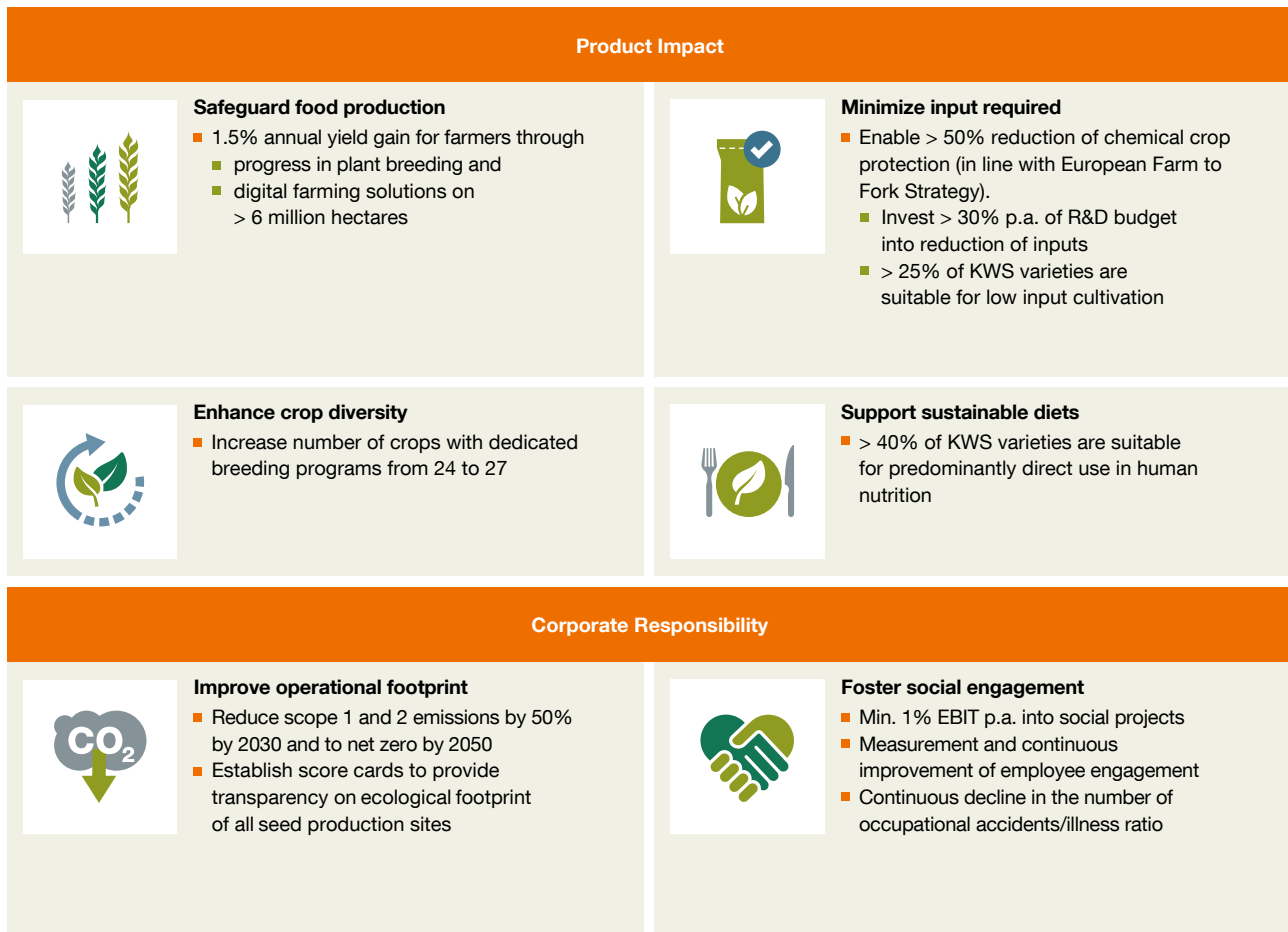 Product Impact
Safeguard food production
1.5% annual yield gain for farmers through
progress in plant breeding and
digital farming solutions on
> 6 million hectares
Minimize input required
Enable > 50% reduction of chemical crop
protection (in line with European Farm to
Fork Strategy).
Invest > 30% p.a. of R&D budget
into reduction of inputs
> 25% of KWS varieties are
suitable for low input cultivation
Enhance crop diversity
Increase number of crops with dedicated
breeding programs from 24 to 27
Support sustainable diets
> 40% of KWS varieties are suitable
for predominantly direct use in human
nutrition
Corporate Responsibility
CO2
Improve operational footprint
Reduce scope 1 and 2 emissions by 50%
by 2030 and to net zero by 2050
Establish score cards to provide
transparency on ecological footprint
of all seed production sites
Foster social engagement
Min. 1% EBIT p.a. into social projects
Measurement and continuous
improvement of employee engagement
Continuous decline in the number of
occupational accidents/illness ratio